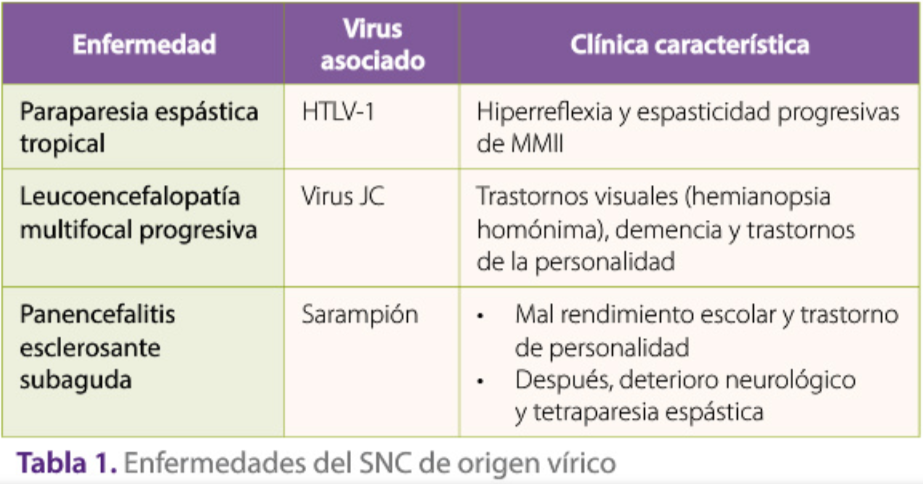 Enfermedad
Virus
asociado
Clínica característica
Paraparesia espástica
tropical
HTLV-1
Hiperreflexia y espasticidad progresivas
de MMII
Leucoencefalopatía
multifocal progresiva
Virus JC
Trastornos visuales (hemianopsia
homónima), demencia y trastornos
de la personalidad
Panencefalitis
esclerosante
subaguda
Sarampión
• Mal rendimiento escolar y trastorno
de personalidad
• Después, deterioro neurológico
y tetraparesia espástica
Tabla 1. Enfermedades del SNC de origen vírico